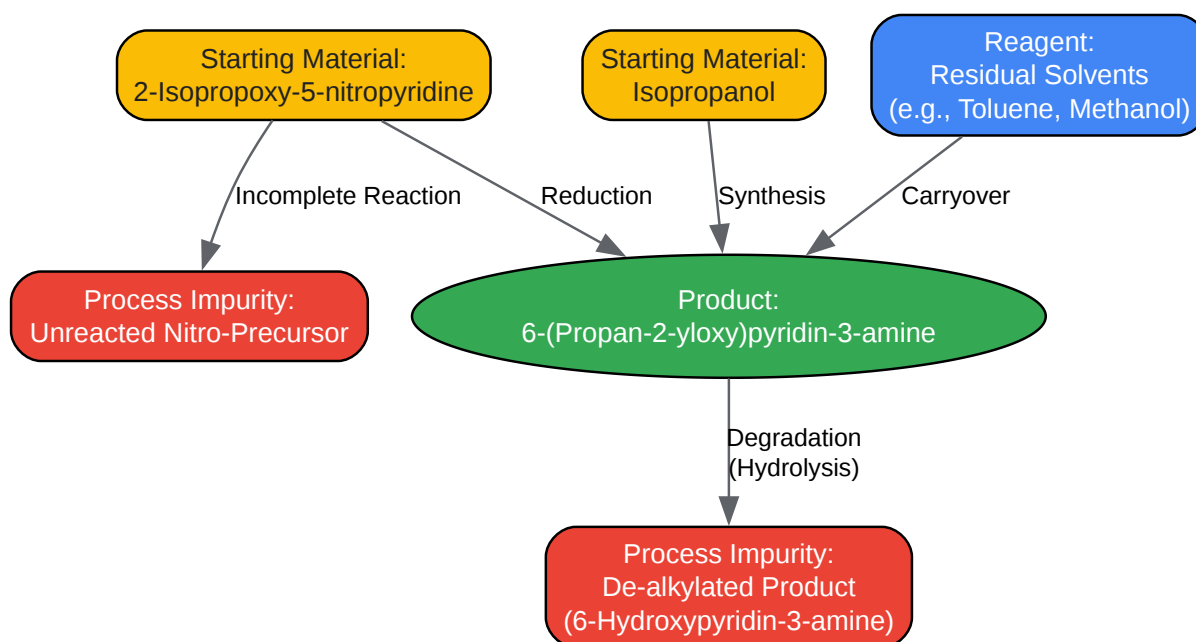 Starting Material:
2-Isopropoxy-5-nitropyridine
Starting Material:
Isopropanol
Reagent:
Residual Solvents
(e.g., Toluene, Methanol)
Incomplete Reaction
Reduction
Synthesis
Carryover
Process Impurity:
Unreacted Nitro-Precursor
Product:
6-(Propan-2-yloxy)pyridin-3-amine
Degradation
(Hydrolysis)
Process Impurity:
De-alkylated Product
(6-Hydroxypyridin-3-amine)